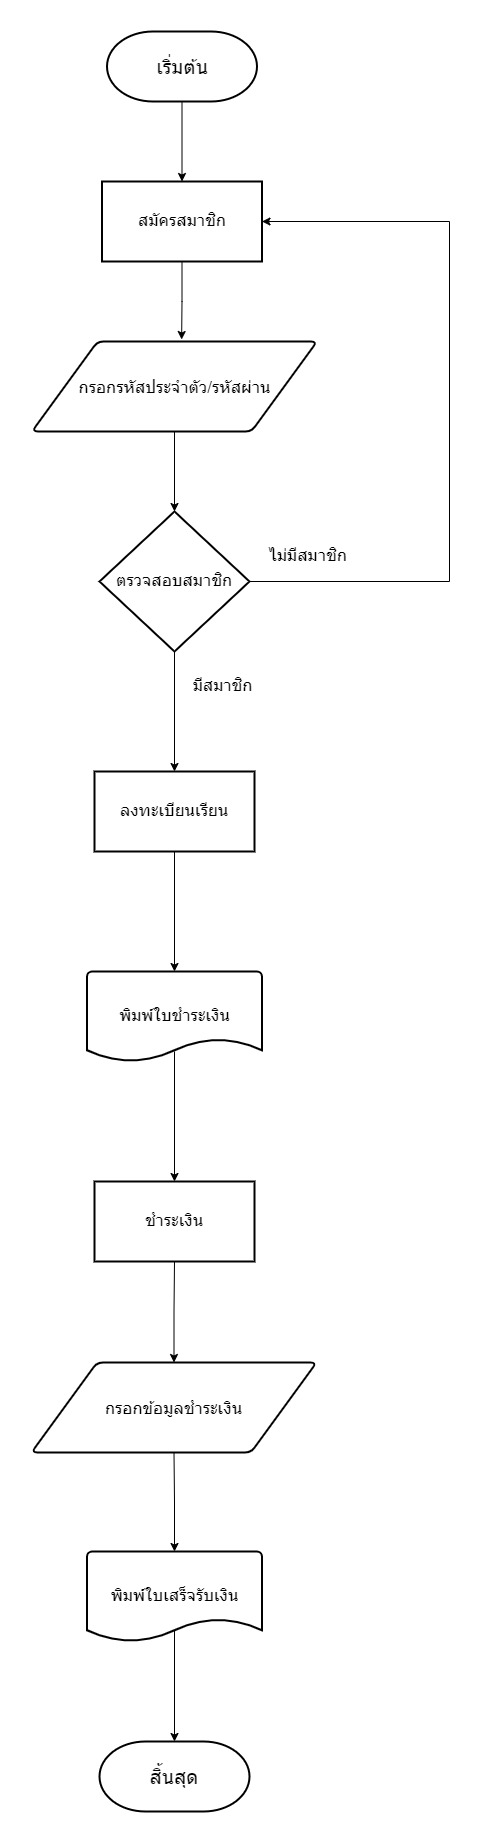 เริ่มต้น
สมัครสมาชิก
กรอกรหัสประจำตัว/รหัสผ่าน
ไม่มีสมาชิก
ตรวจสอบสมาชิก
มีสมาชิก
ลงทะเบียนเรียน
พิมพ์ใบชำระเงิน
ชำระเงิน
กรอกข้อมูลชำระเงิน
พิมพ์ใบเสร็จรับเงิน
สิ้นสุด